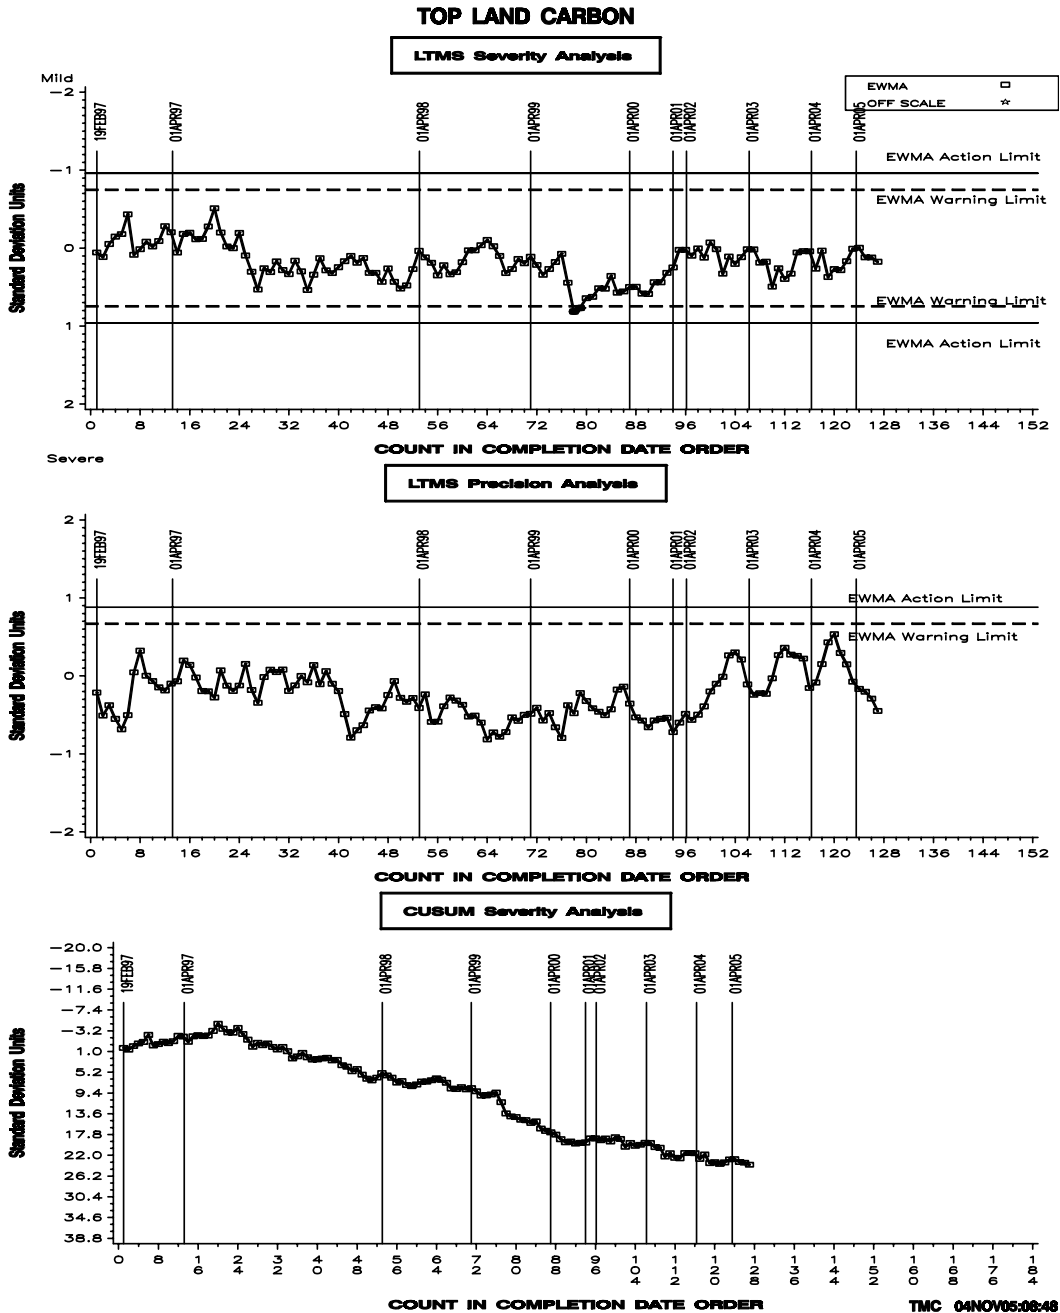 TOP LAND CARBON
LTMS Severity Analysis
Mild
EWMA
OFF SCALE
-2
-1
0
1
2
Standard Deviation Units
19FEB97
01APR97
01APR98
01APR99
01APR00
01APR01
01APR02
01APR03
01APR04
01APR05
EWMA Action Limit
EWMA Warning Limit
EWMA Warning Limit
EWMA Action Limit
0 8 16 24 32 40 48 56 64 72 80 88 96 104 112 120 128 136 144 152
COUNT IN COMPLETION DATE ORDER
Severe
LTMS Precision Analysis
2
1
0
-1
-2
Standard Deviation Units
19FEB97
01APR97
01APR98
01APR99
01APR00
01APR01
01APR02
01APR03
01APR04
01APR05
EWMA Action Limit
EWMA Warning Limit
0 8 16 24 32 40 48 56 64 72 80 88 96 104 112 120 128 136 144 152
COUNT IN COMPLETION DATE ORDER
CUSUM Severity Analysis
-20.0
-15.8
-11.6
-7.4
-3.2
1.0
5.2
9.4
13.6
17.8
22.0
26.2
30.4
34.6
38.8
Standard Deviation Units
19FEB97
01APR97
01APR98
01APR99
01APR00
01APR01
01APR02
01APR03
01APR04
01APR05
0 8 16 24 32 40 48 56 64 72 80 88 96 104 112 120 128 136 144 152 160 168 176 184
COUNT IN COMPLETION DATE ORDER
TMC 04NOV05:08:48